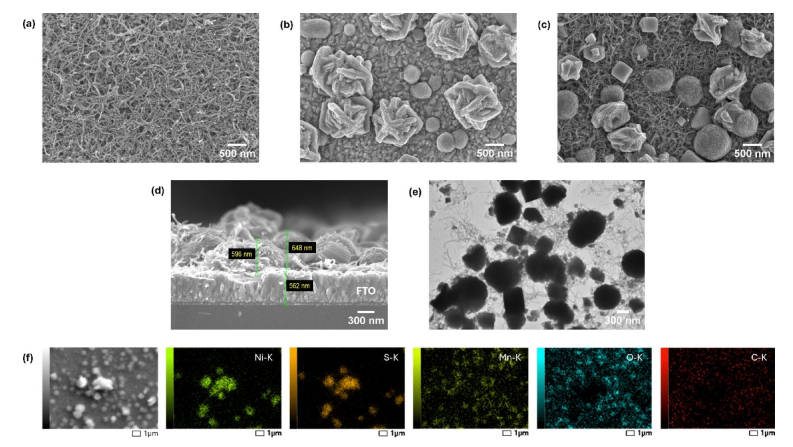 (a)
500 nm
(b)
500 nm
(c)
500 nm
(d)
596 nm
648 nm
562 nm
FTO
300 nm
(e)
300 nm
(f)
Ni-K
S-K
Mn-K
O-K
C-K
1μm
1μm
1μm
1μm
1μm
1μm